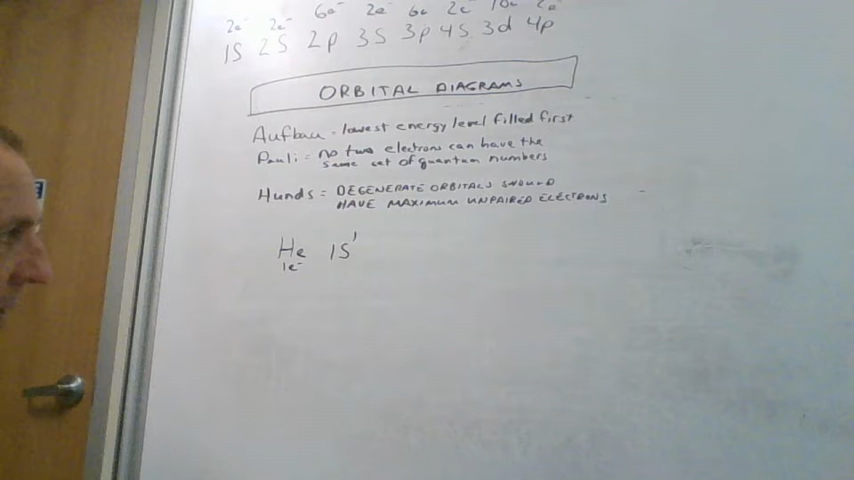 2e⁻ 2e⁻ 6e⁻ 2e⁻ 6e 2e⁻ 10e 2e
1S 2S 2p 3S 3p 4S 3d 4p
ORBITAL DIAGRAMS
Aufbau - lowest energy level filled first
Pauli = no two electrons can have the
same set of quantum numbers
Hunds = DEGENERATE ORBITALS SHOULD
HAVE MAXIMUM UNPAIRED ELECTRONS
He 1S¹
1e⁻